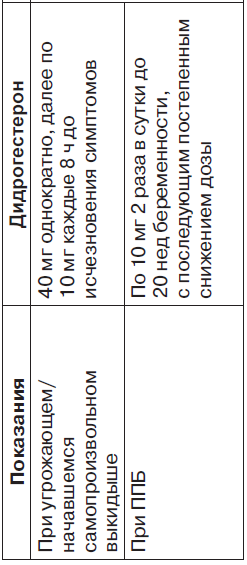 Показания
Дидрогестерон
При угрожающем/
начавшемся
самопроизвольном
выкидыше
40 мг однократно, далее по
10 мг каждые 8 ч до
исчезновения симптомов
При ППБ
По 10 мг 2 раза в сутки до
20 нед беременности,
с последующим постепенным
снижением дозы